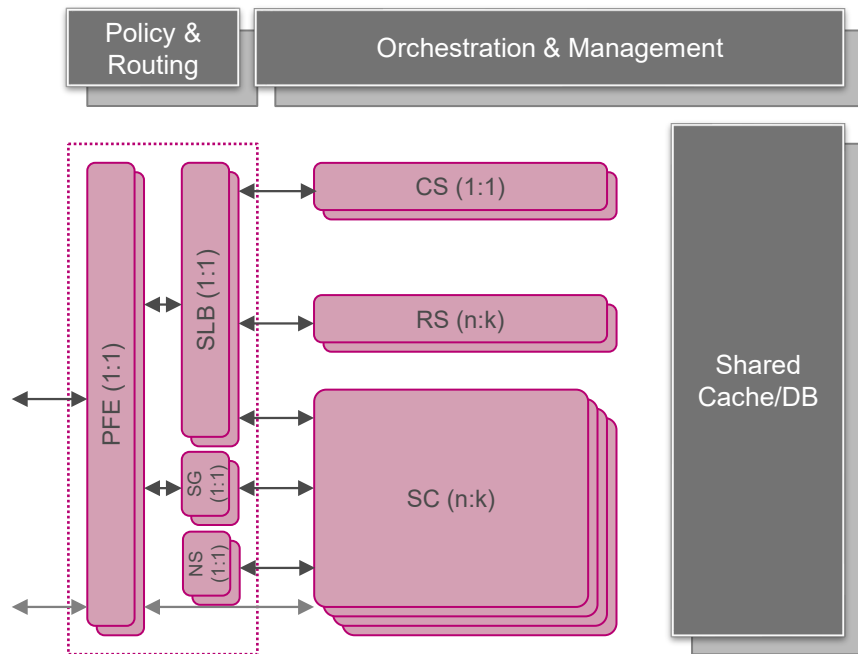 Policy &
Routing
Orchestration & Management
PFE (1:1)
SLB (1:1)
CS (1:1)
RS (n:k)
SG
(1:1)
NS
(1:1)
SC (n:k)
Shared
Cache/DB